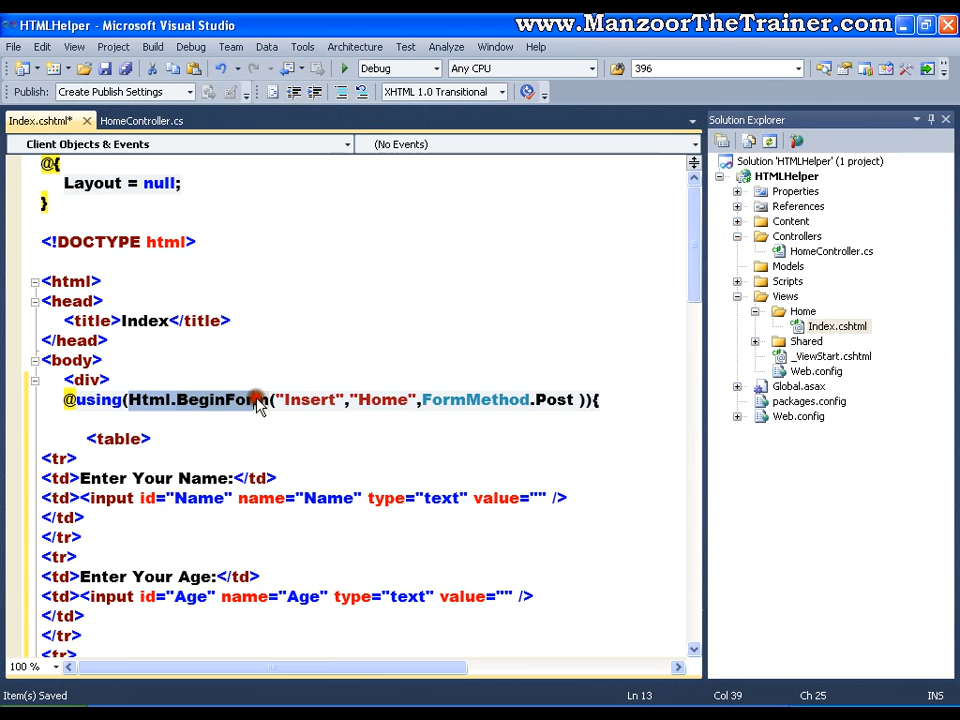 HTMLHelper - Microsoft Visual Studio
www.ManzoorTheTrainer.com
File Edit View Project Build Debug Team Data Tools Architecture Test Analyze Window Help
Debug Any CPU 396
Publish: Create Publish Settings XHTML 1.0 Transitional
Index.cshtml* HomeController.cs
Client Objects & Events (No Events)
@{
Layout = null;
}
<!DOCTYPE html>
<html>
<head>
<title>Index</title>
</head>
<body>
<div>
@using(Html.BeginForm("Insert","Home",FormMethod.Post )){
<table>
<tr>
<td>Enter Your Name:</td>
<td><input id="Name" name="Name" type="text" value="" />
</td>
</tr>
<tr>
<td>Enter Your Age:</td>
<td><input id="Age" name="Age" type="text" value="" />
</td>
</tr>
<tr>
100 %
Solution Explorer
Solution 'HTMLHelper' (1 project)
HTMLHelper
Properties
References
Content
Controllers
HomeController.cs
Models
Scripts
Views
Home
Index.cshtml
Shared
_ViewStart.cshtml
Web.config
Global.asax
packages.config
Web.config
Item(s) Saved Ln 13 Col 39 Ch 25 INS